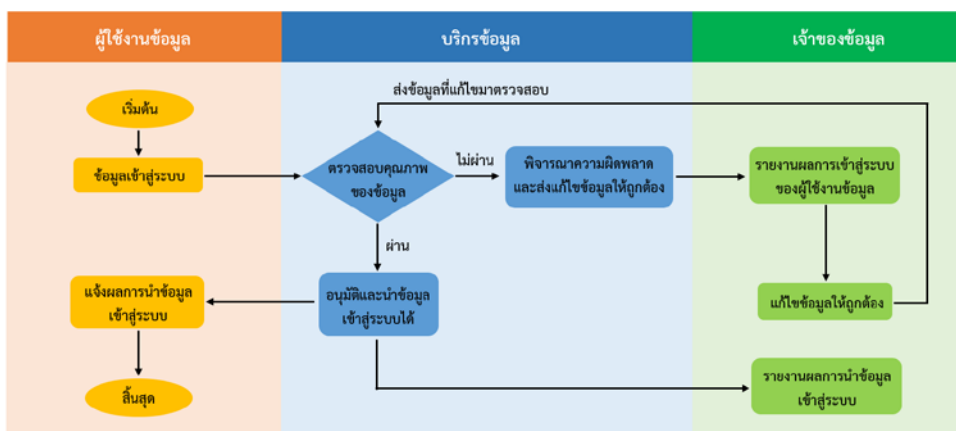 ผู้ใช้งานข้อมูล
บริกรข้อมูล
เจ้าของข้อมูล
ส่งข้อมูลที่แก้ไขมาตรวจสอบ
เริ่มต้น
ข้อมูลเข้าสู่ระบบ
ตรวจสอบคุณภาพ
ของข้อมูล
ไม่ผ่าน
พิจารณาความผิดพลาด
และส่งแก้ไขข้อมูลให้ถูกต้อง
รายงานผลการเข้าสู่ระบบ
ของผู้ใช้งานข้อมูล
ผ่าน
แจ้งผลการนำข้อมูล
เข้าสู่ระบบ
อนุมัติและนำข้อมูล
เข้าสู่ระบบได้
แก้ไขข้อมูลให้ถูกต้อง
สิ้นสุด
รายงานผลการนำข้อมูล
เข้าสู่ระบบ